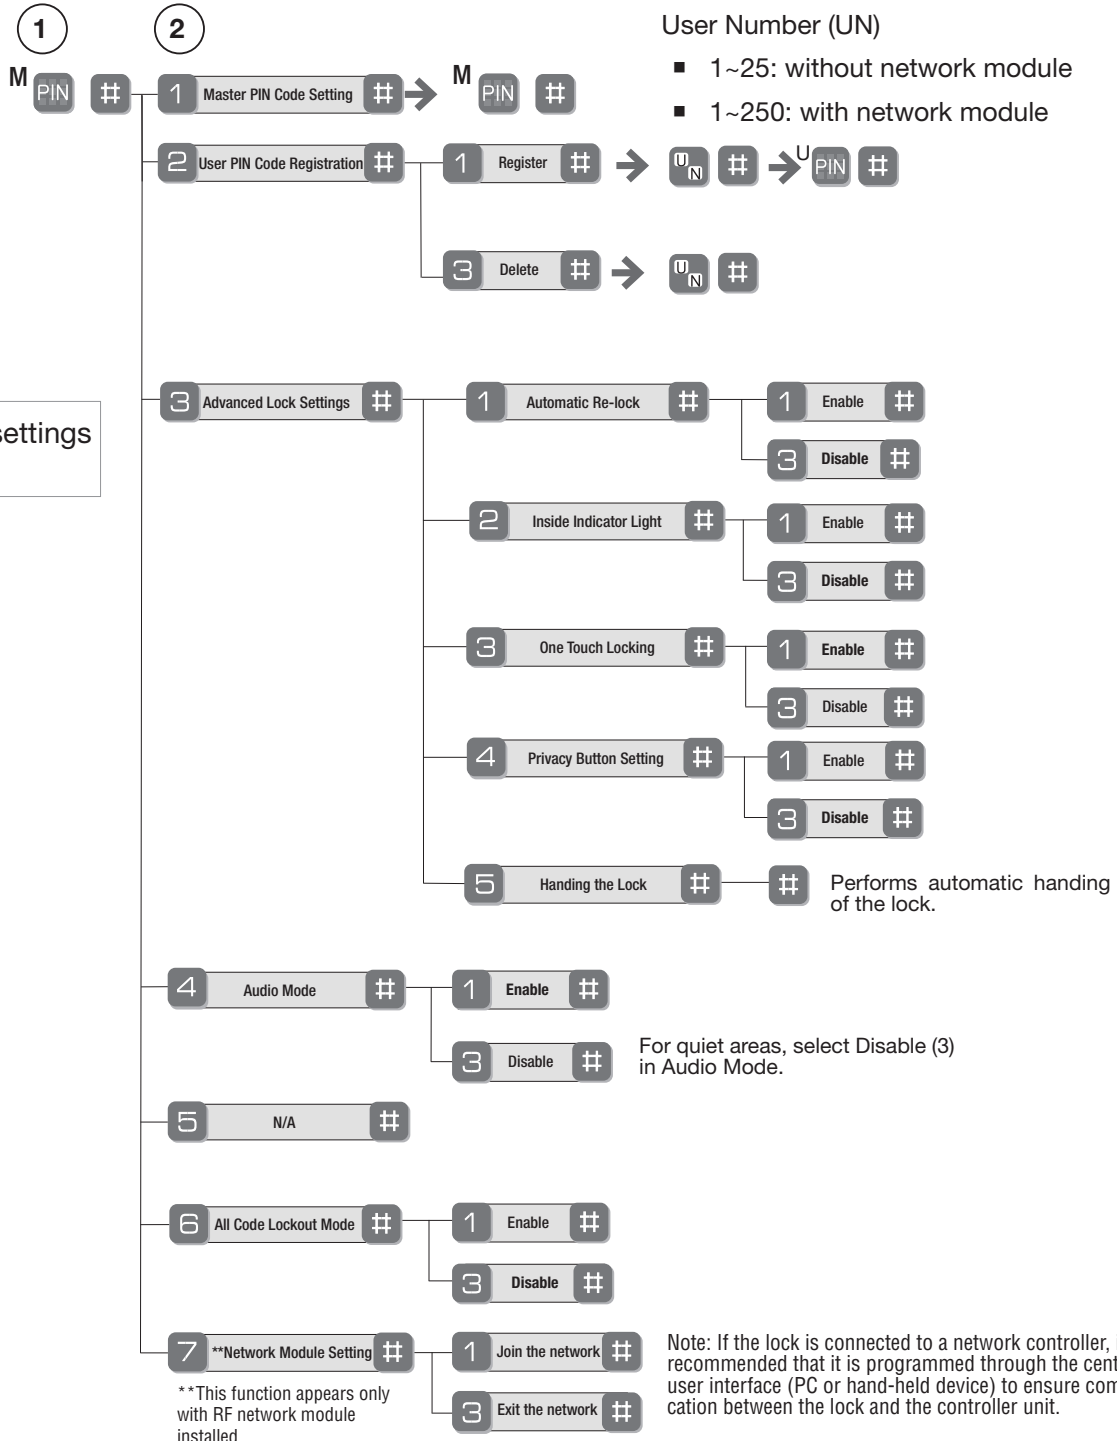 1
2
User Number (UN)
▪ 1~25: without network module
▪ 1~250: with network module
M PIN # 1 Master PIN Code Setting # → M PIN #
2 User PIN Code Registration # 1 Register # → UN # → U PIN #
3 Delete # → UN #
settings
3 Advanced Lock Settings # 1 Automatic Re-lock # 1 Enable #
3 Disable #
2 Inside Indicator Light # 1 Enable #
3 Disable #
3 One Touch Locking # 1 Enable #
3 Disable #
4 Privacy Button Setting # 1 Enable #
3 Disable #
5 Handing the Lock # # Performs automatic handing
of the lock.
4 Audio Mode # 1 Enable #
3 Disable # For quiet areas, select Disable (3)
in Audio Mode.
5 N/A #
6 All Code Lockout Mode # 1 Enable #
3 Disable #
7 **Network Module Setting # 1 Join the network #
3 Exit the network #
**This function appears only
with RF network module
installed
Note: If the lock is connected to a network controller,
recommended that it is programmed through the cent
user interface (PC or hand-held device) to ensure com
cation between the lock and the controller unit.